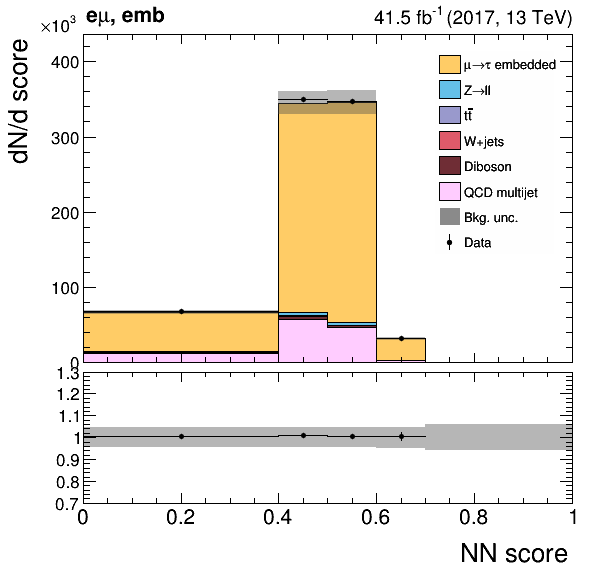 ×10³ eμ, emb 41.5 fb⁻¹ (2017, 13 TeV)
dN/d score
400
300
200
100
0
μ→τ embedded
Z→ll
tt̄
W+jets
Diboson
QCD multijet
Bkg. unc.
Data
1.3
1.2
1.1
1
0.9
0.8
0.7
0 0.2 0.4 0.6 0.8 1
NN score